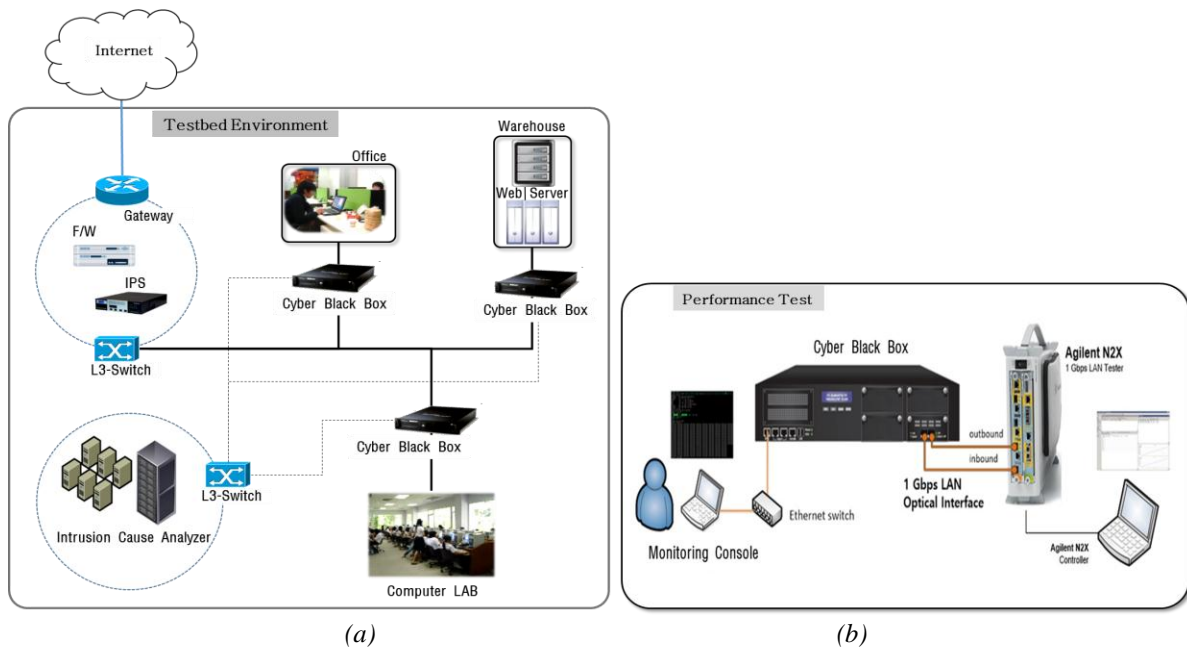 Internet
Testbed Environment
Warehouse
Office
Web Server
Gateway
F/W
IPS
Cyber Black Box
Cyber Black Box
L3-Switch
Cyber Black Box
L3-Switch
Intrusion Cause Analyzer
Computer LAB
(a)
Performance Test
Cyber Black Box
Agilent N2X
1 Gbps LAN Tester
outbound
inbound
1 Gbps LAN
Optical Interface
Ethernet switch
Monitoring Console
Agilent N2X
Controller
(b)